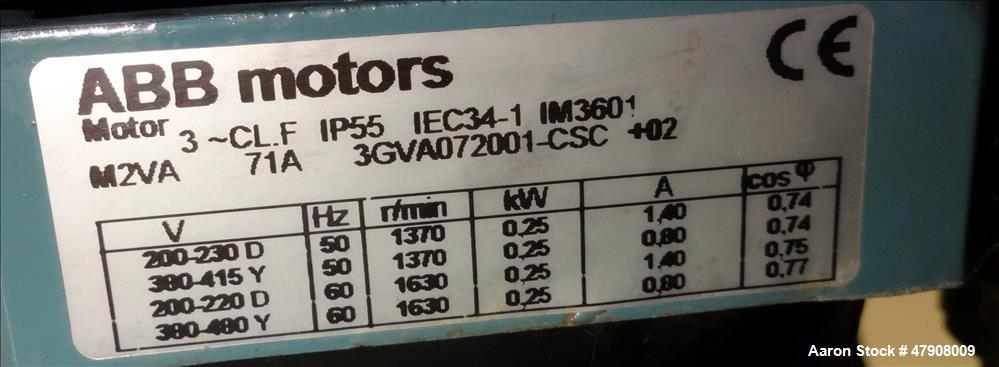 ABB motors CE
Motor 3 ~CL.F IP55 IEC34-1 IM3601
M2VA 71A 3GVA072001-CSC +02
V Hz r/min kW A cos φ
200-230 D 50 1370 0,25 1,40 0,74
380-415 Y 50 1370 0,25 0,80 0,74
200-220 D 60 1630 0,25 1,40 0,75
380-480 Y 60 1630 0,25 0,80 0,77
Aaron Stock # 47908009